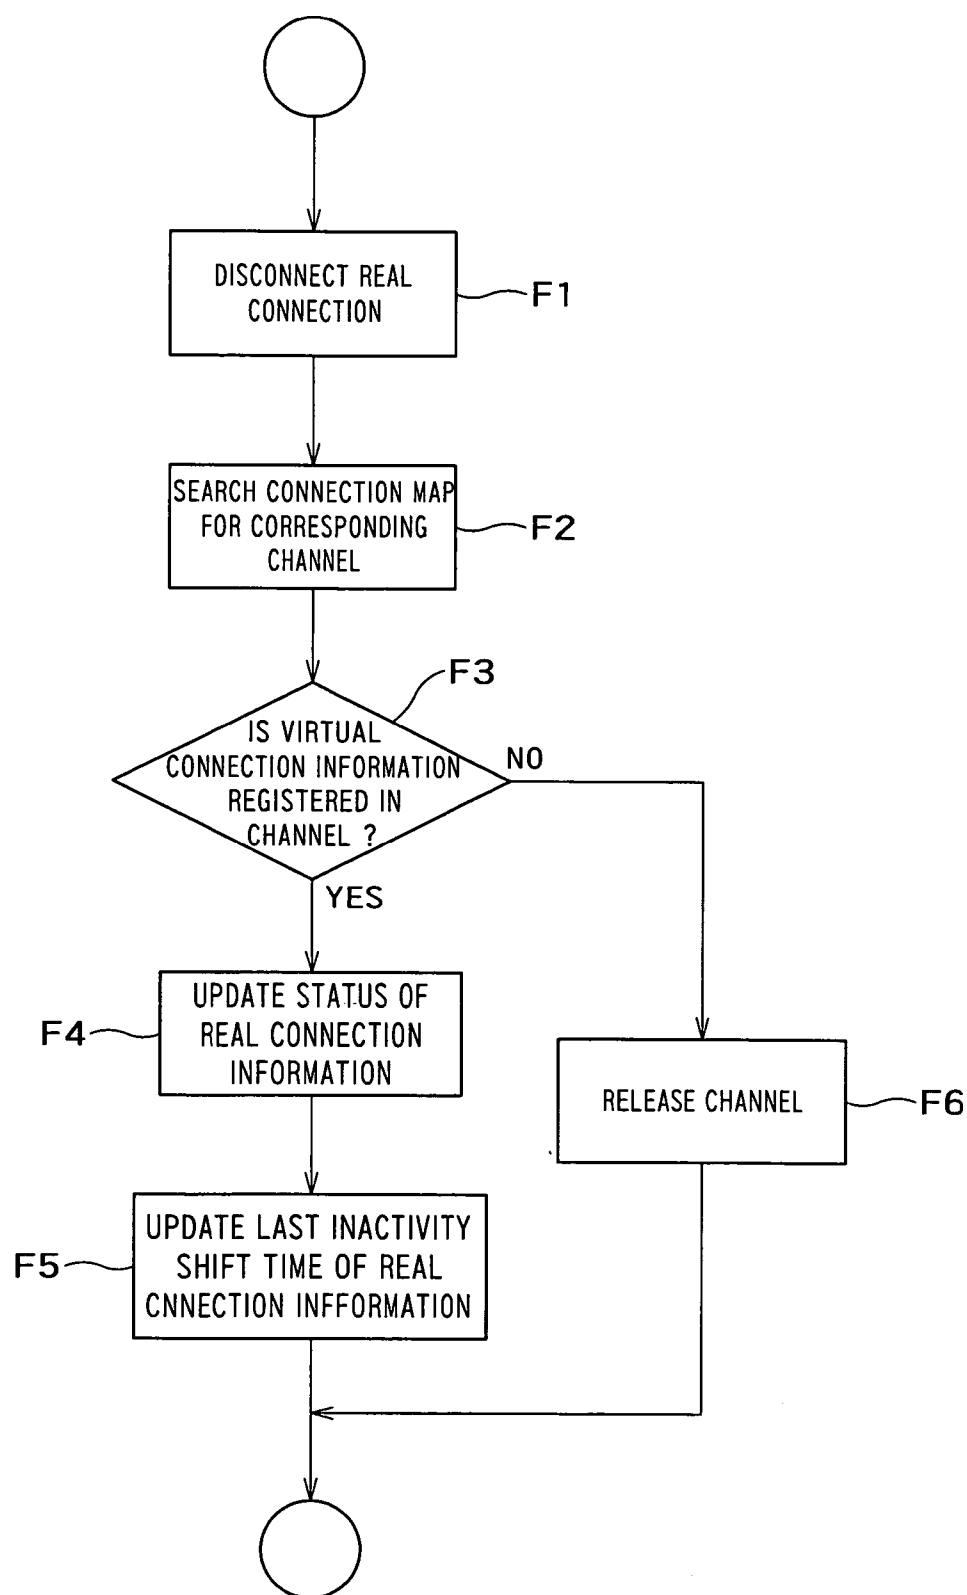 DISCONNECT REAL
CONNECTION
F1
SEARCH CONNECTION MAP
FOR CORRESPONDING
CHANNEL
F2
F3
IS VIRTUAL
CONNECTION INFORMATION
REGISTERED IN
CHANNEL ?
NO
YES
UPDATE STATUS OF
REAL CONNECTION
INFORMATION
F4
RELEASE CHANNEL
F6
UPDATE LAST INACTIVITY
SHIFT TIME OF REAL
CNNECTION INFFORMATION
F5